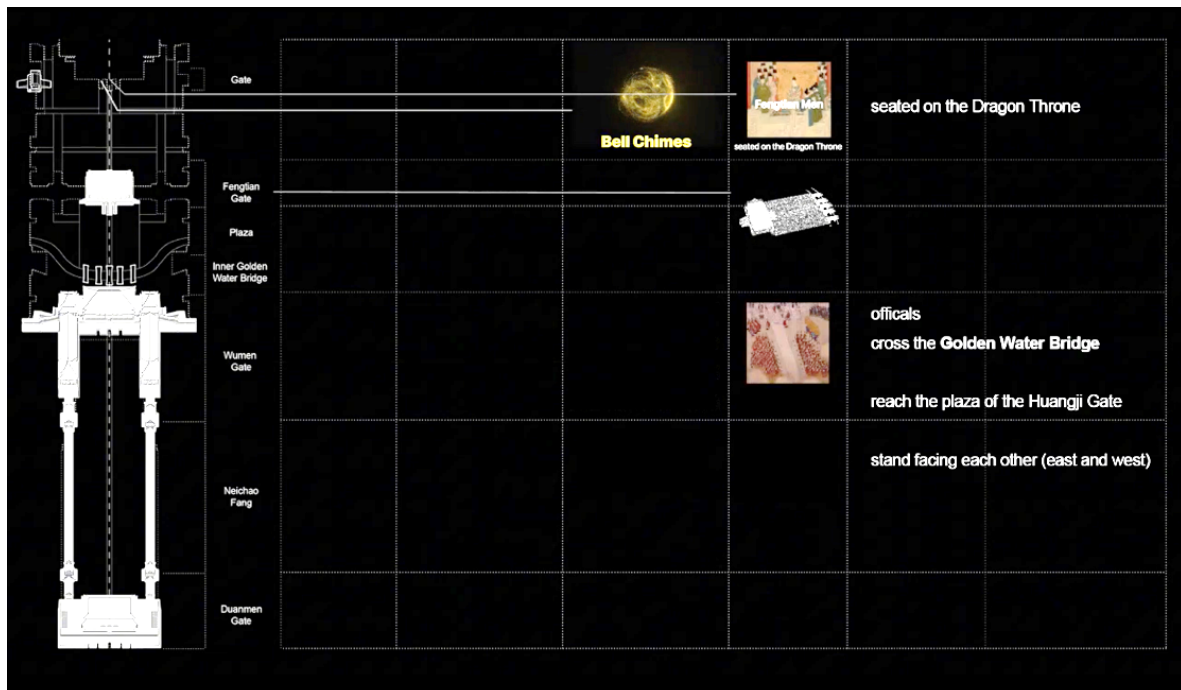 Gate
Fengtian
Gate
Plaza
Inner Golden
Water Bridge
Wumen
Gate
Neichao
Fang
Duanmen
Gate
Bell Chimes
Fengtian Men
seated on the Dragon Throne
seated on the Dragon Throne
officals
cross the Golden Water Bridge
reach the plaza of the Huangji Gate
stand facing each other (east and west)